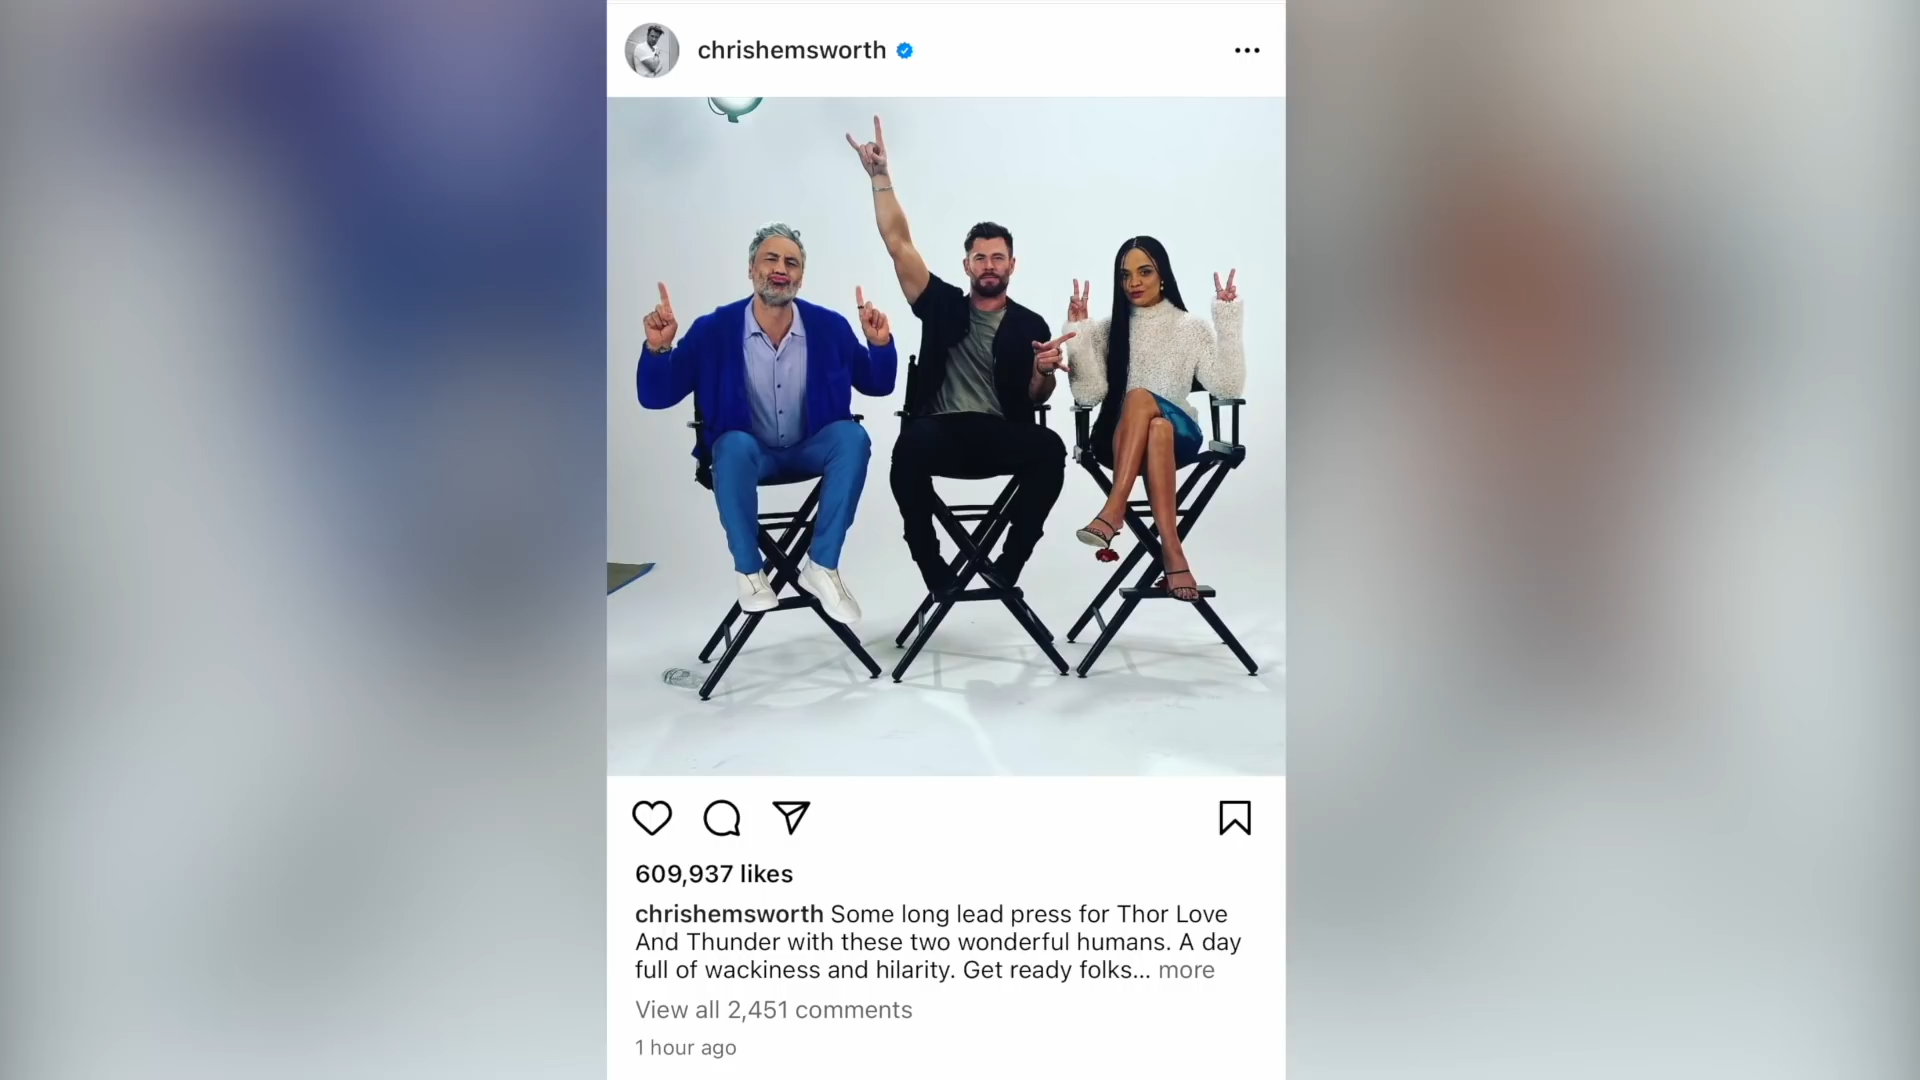 chrishemsworth
609,937 likes
chrishemsworth Some long lead press for Thor Love
And Thunder with these two wonderful humans. A day
full of wackiness and hilarity. Get ready folks... more
View all 2,451 comments
1 hour ago